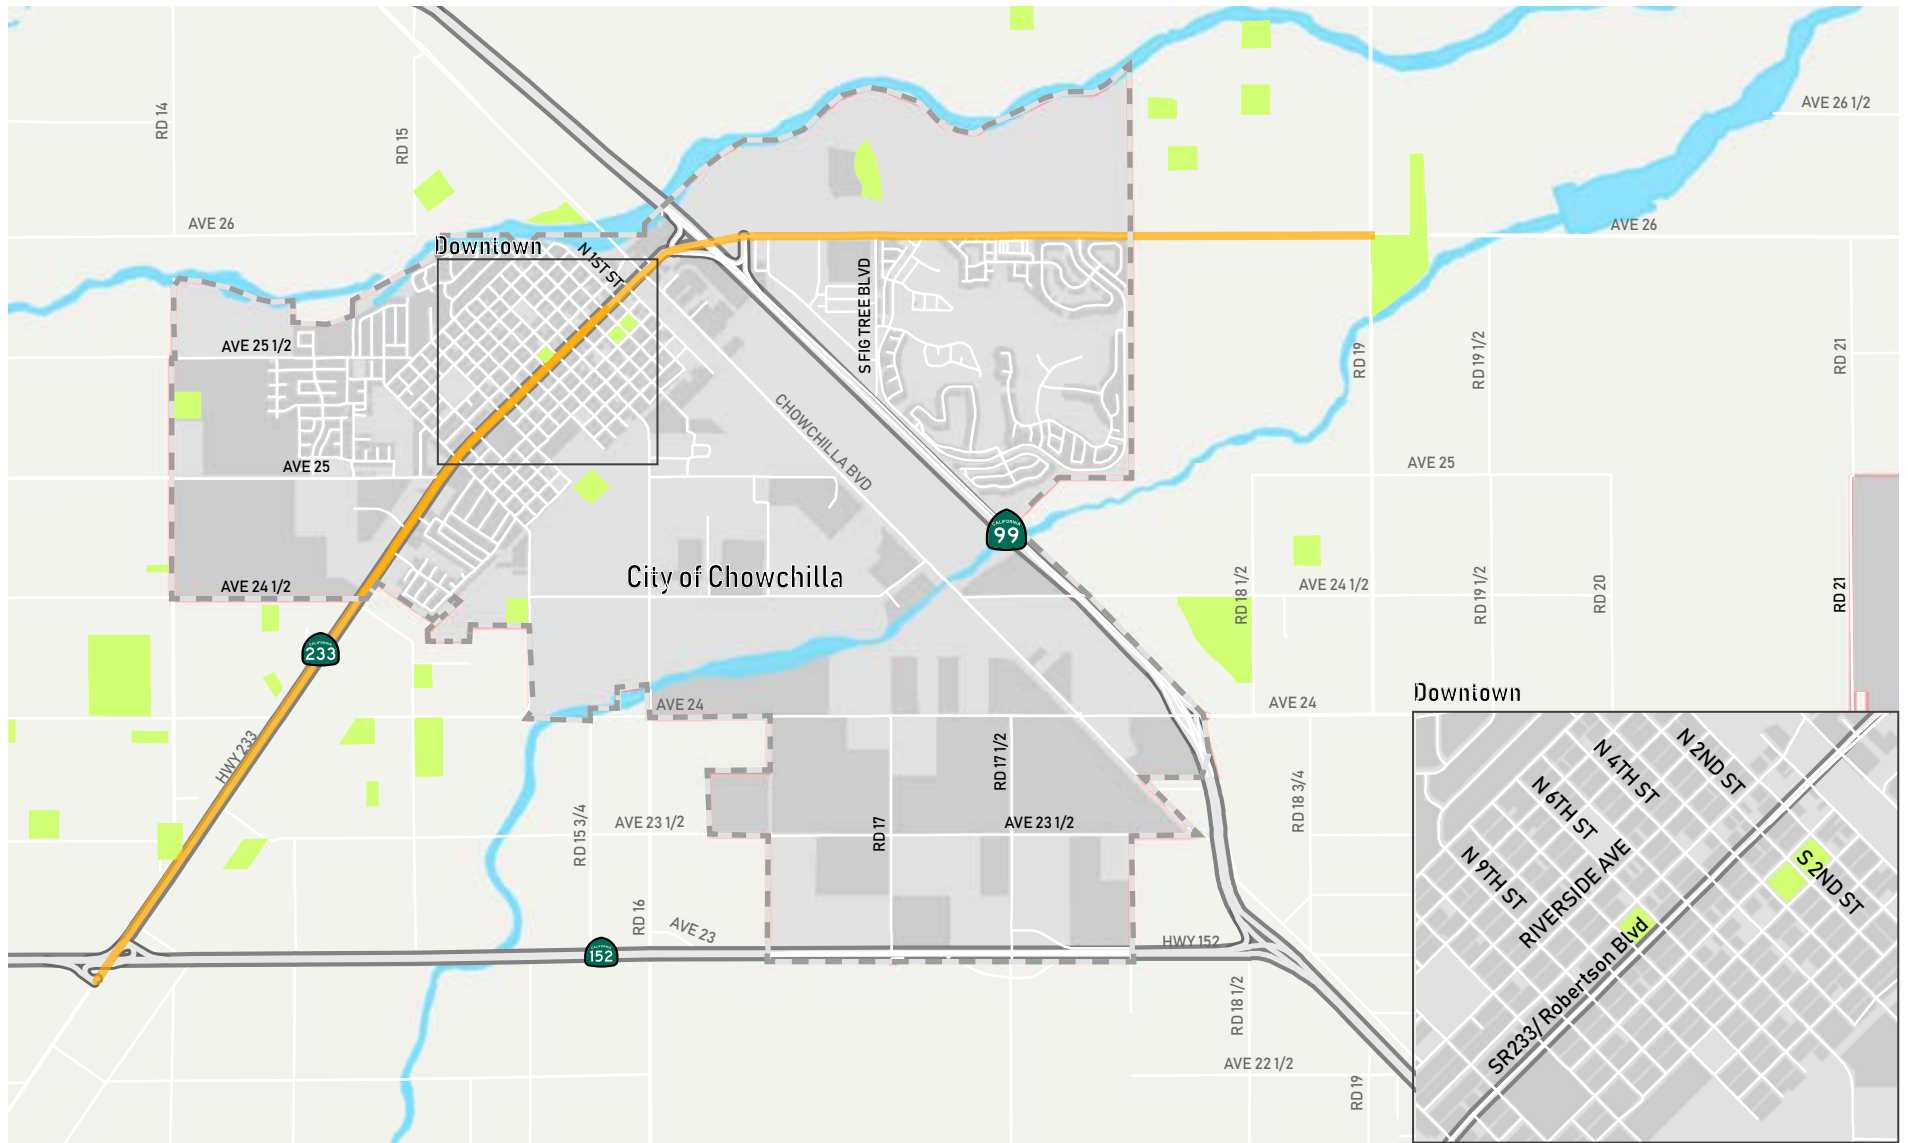 AVE 26 1/2
RD 14
RD 15
AVE 26
AVE 26
Downtown
N 1ST ST
S FIG TREE BLVD
AVE 25 1/2
RD 19
RD 19 1/2
RD 21
CHOWCHILLA BVD
AVE 25
AVE 25
CALIFORNIA
99
City of Chowchilla
AVE 24 1/2
RD 18 1/2
AVE 24 1/2
RD 19 1/2
RD 20
RD 21
CALIFORNIA
233
AVE 24
AVE 24
Downtown
HWY 233
RD 17 1/2
RD 18 3/4
RD 15 3/4
AVE 23 1/2
RD 17
AVE 23 1/2
RD 16
AVE 23
CALIFORNIA
152
HWY 152
RD 18 1/2
AVE 22 1/2
RD 19
N 2ND ST
N 4TH ST
N 6TH ST
RIVERSIDE AVE
N 9TH ST
S 2ND ST
SR233/ Robertson Blvd